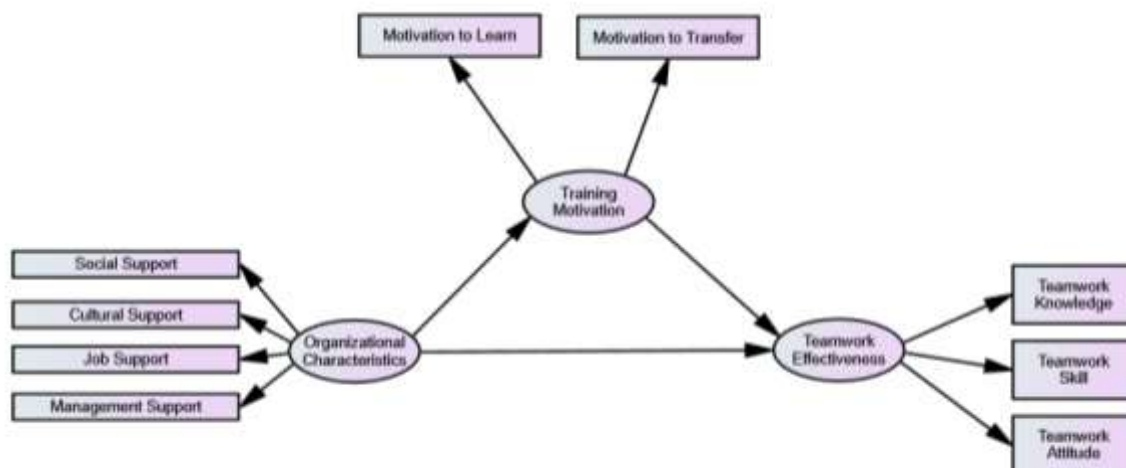 Motivation to Learn
Motivation to Transfer
Training
Motivation
Social Support
Cultural Support
Job Support
Management Support
Organizational
Characteristics
Teamwork
Effectiveness
Teamwork
Knowledge
Teamwork
Skill
Teamwork
Attitude